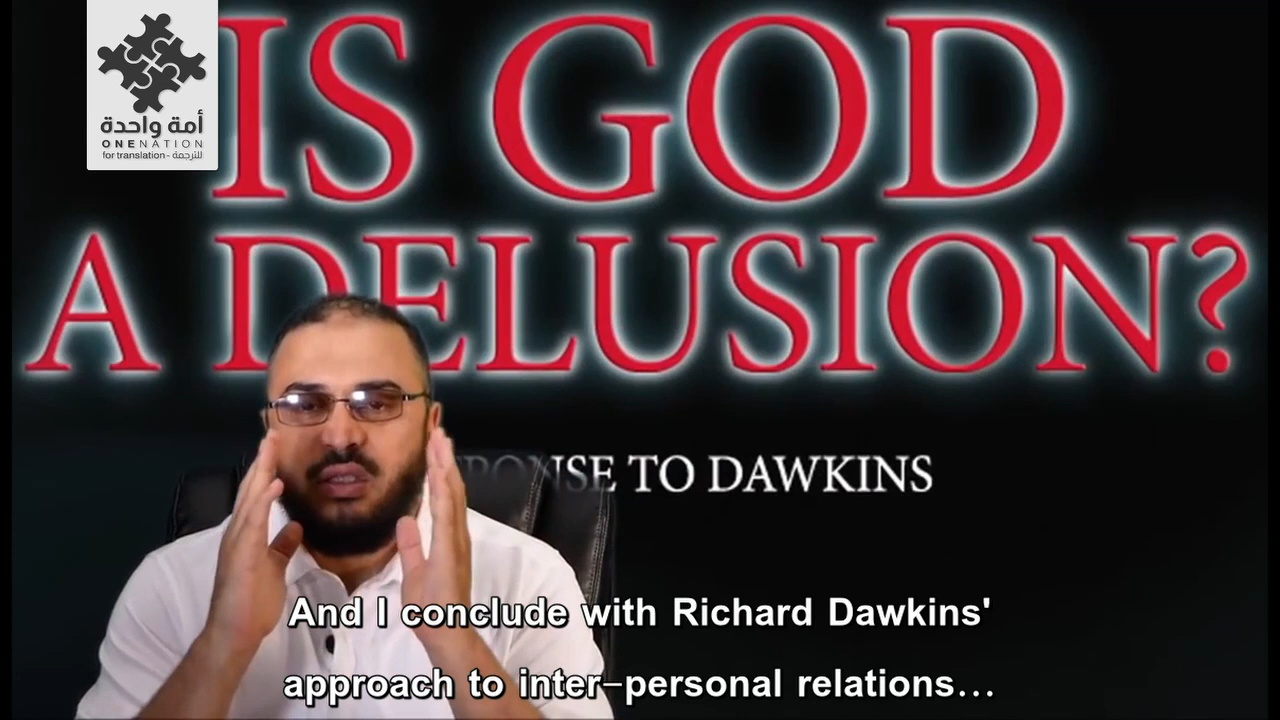 أمة واحدة
ONENATION
for translation - للترجمة
IS GOD
A DELUSION?
TO DAWKINS
And I conclude with Richard Dawkins'
approach to inter-personal relations...